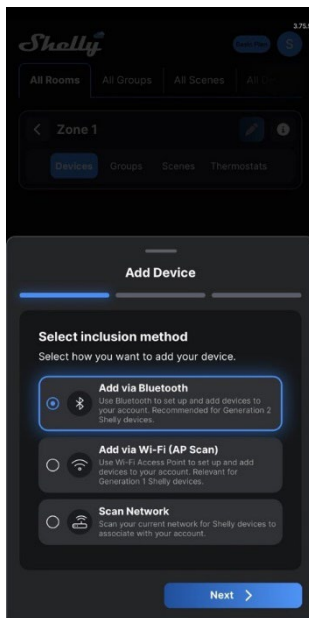 3.75.
Shelly
S
All Rooms All Groups All Scenes
Zone 1
Devices Groups Scenes Thermostats
Add Device
Select inclusion method
Select how you want to add your device.
Add via Bluetooth
Use Bluetooth to set up and add devices to
your account. Recommended for Generation 2
Shelly devices.
Add via Wi-Fi (AP Scan)
Use Wi-Fi Access Point to set up and add
devices to your account. Relevant for
Generation 1 Shelly devices.
Scan Network
Scan your current network for Shelly devices to
associate with your account.
Next